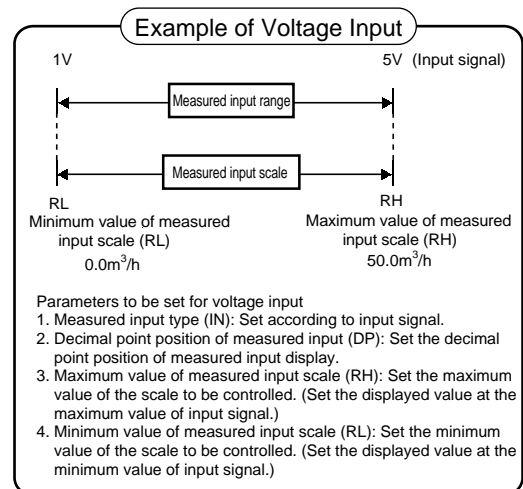 Example of Voltage Input
1V 5V (Input signal)
Measured input range
Measured input scale
RL RH
Minimum value of measured Maximum value of measured
input scale (RL) input scale (RH)
0.0m³/h 50.0m³/h
Parameters to be set for voltage input
1. Measured input type (IN): Set according to input signal.
2. Decimal point position of measured input (DP): Set the decimal
point position of measured input display.
3. Maximum value of measured input scale (RH): Set the maximum
value of the scale to be controlled. (Set the displayed value at the
maximum value of input signal.)
4. Minimum value of measured input scale (RL): Set the minimum
value of the scale to be controlled. (Set the displayed value at the
minimum value of input signal.)